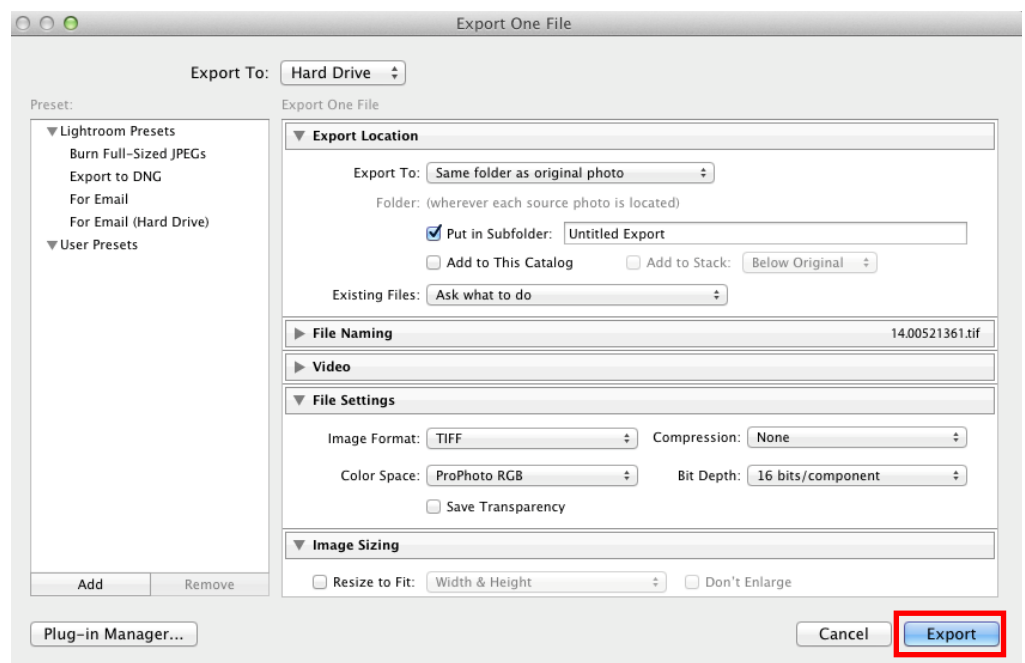 Export One File
Export To: Hard Drive
Preset:
Export One File
Lightroom Presets
Burn Full-Sized JPEGs
Export to DNG
For Email
For Email (Hard Drive)
User Presets
Add Remove
Export Location
Export To: Same folder as original photo
Folder: (wherever each source photo is located)
Put in Subfolder: Untitled Export
Add to This Catalog Add to Stack: Below Original
Existing Files: Ask what to do
File Naming 14.00521361.tif
Video
File Settings
Image Format: TIFF Compression: None
Color Space: ProPhoto RGB Bit Depth: 16 bits/component
Save Transparency
Image Sizing
Resize to Fit: Width & Height Don't Enlarge
Plug-in Manager... Cancel Export